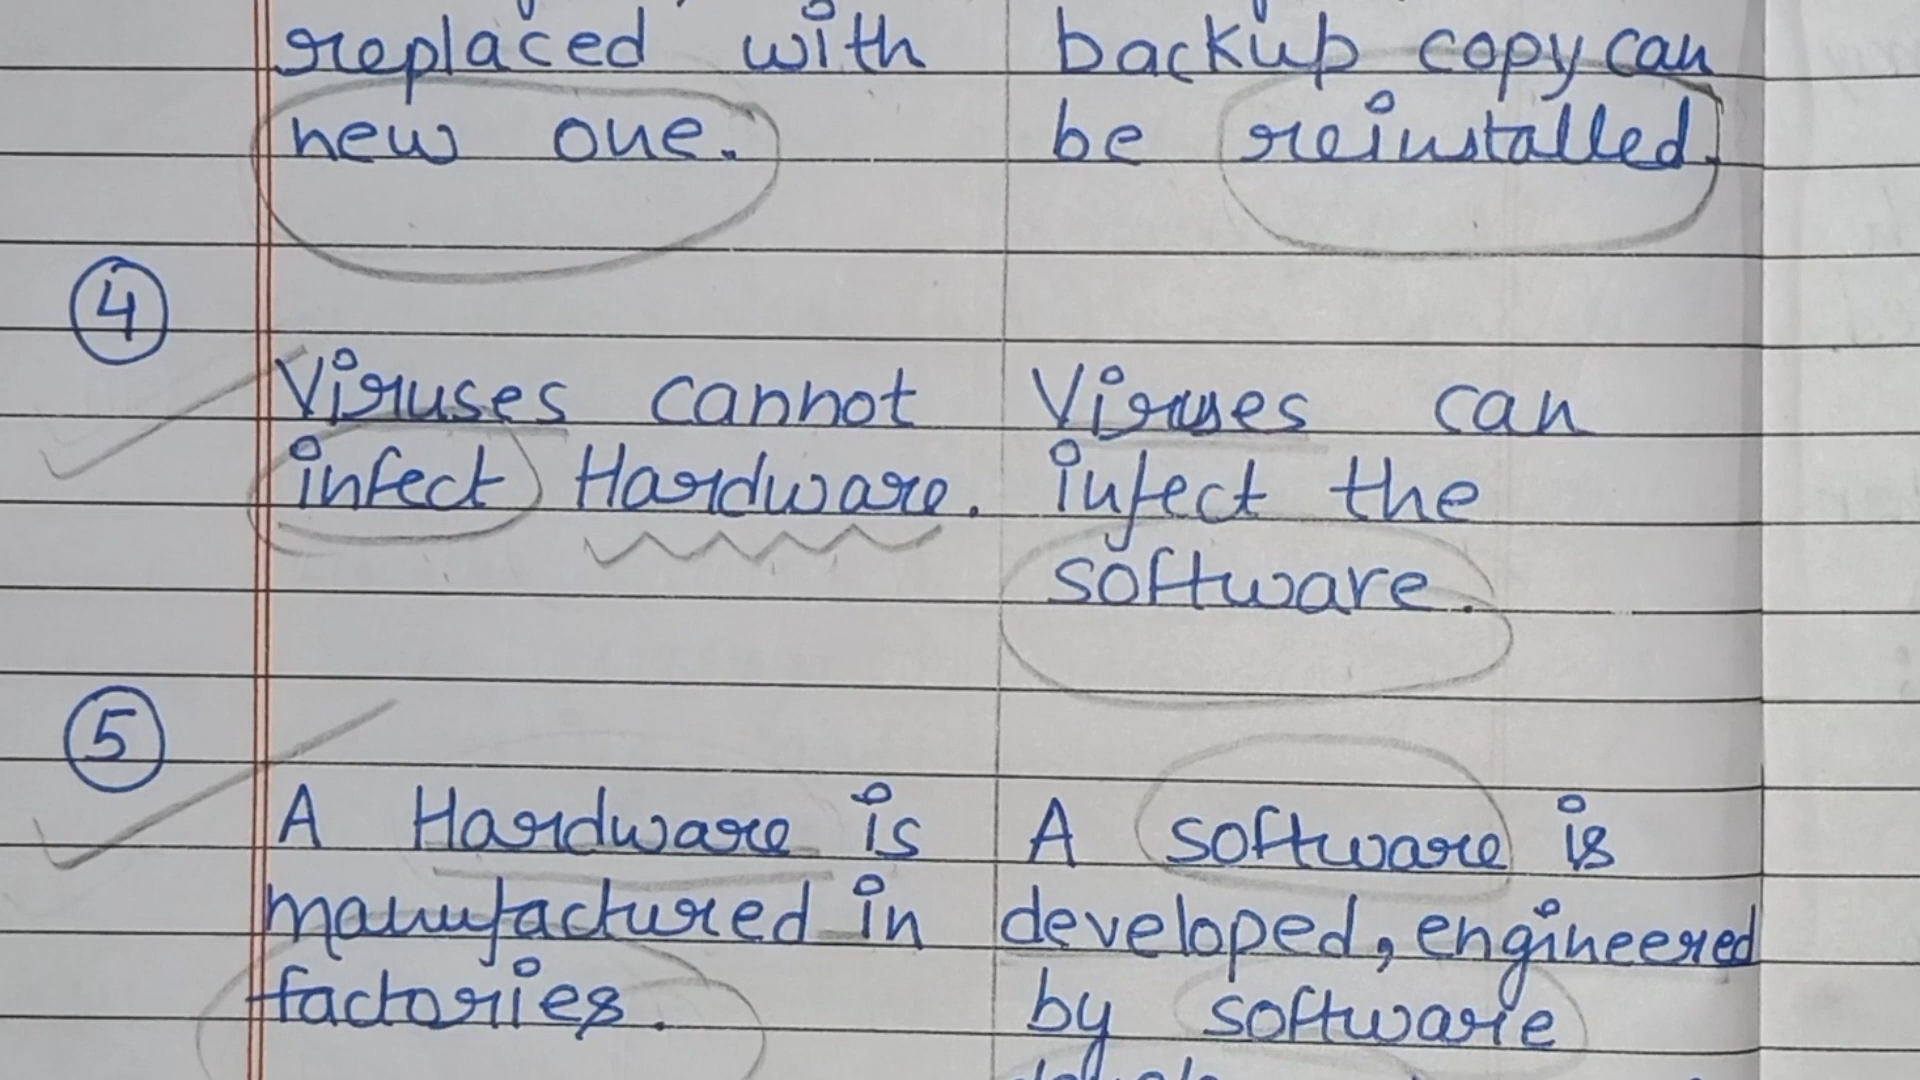 replaced with
new one.
backup copy can
be reinstalled.
4
Viruses cannot
infect Hardware.
Viruses can
infect the
software.
5
A Hardware is
manufactured in
factories.
A software is
developed, engineered
by software